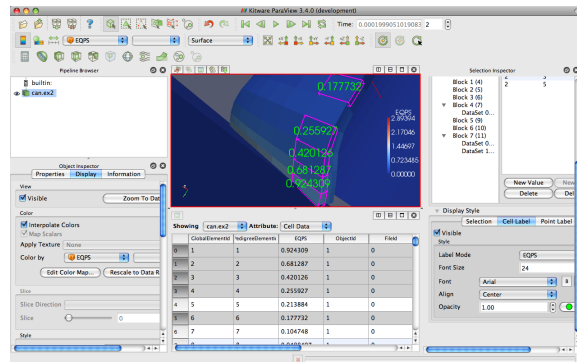 Kitware ParaView 3.4.0 (development)
Time: 0.0001999051019083 2
EQPS
Surface
Pipeline Browser
builtin:
can.ex2
Object Inspector
Properties Display Information
View
Visible
Zoom To Dat
Color
Interpolate Colors
Map Scalars
Apply Texture None
Color by EQPS
Edit Color Map... Rescale to Data R
Slice
Slice Direction
Slice 0
Style
0.177732
0.255927
0.420126
0.681287
0.924309
EQPS
2.89394
2.17046
1.44697
0.723485
0.00000
Showing can.ex2 Attribute: Cell Data
GlobalElementId EQPS ObjectId FileId
0 1 1 0.924309 1 0
1 2 2 0.681287 1 0
2 3 3 0.420126 1 0
3 4 4 0.255927 1 0
4 5 5 0.213884 1 0
5 6 6 0.177732 1 0
6 7 7 0.104748 1 0
Selection Inspector
Block 1 (4)
Block 2 (5)
Block 3 (6)
Block 4 (7)
DataSet 0...
Block 5 (9)
Block 6 (10)
Block 7 (11)
DataSet 0...
DataSet 1...
2 5
New Value New
Delete Del
Display Style
Selection Cell Label Point Label
Visible
Style
Label Mode EQPS
Font Size 24
Font Arial
Align Center
Opacity 1.00